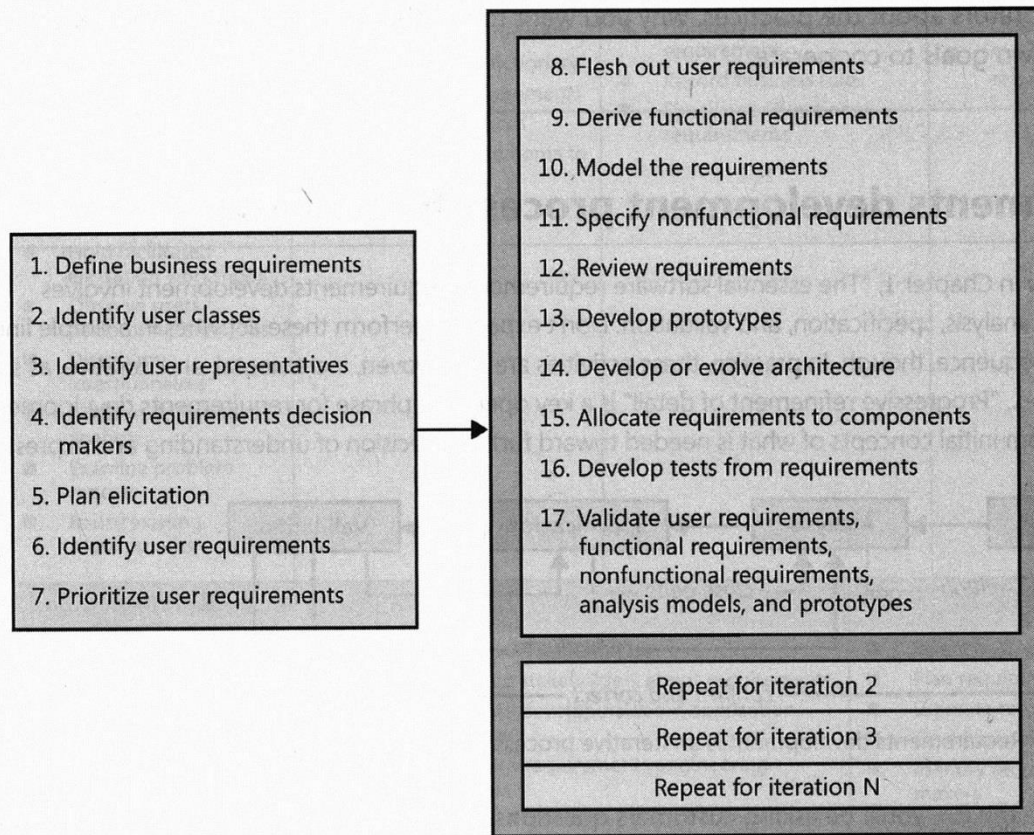 1. Define business requirements
2. Identify user classes
3. Identify user representatives
4. Identify requirements decision
makers
5. Plan elicitation
6. Identify user requirements
7. Prioritize user requirements
8. Flesh out user requirements
9. Derive functional requirements
10. Model the requirements
11. Specify nonfunctional requirements
12. Review requirements
13. Develop prototypes
14. Develop or evolve architecture
15. Allocate requirements to components
16. Develop tests from requirements
17. Validate user requirements,
functional requirements,
nonfunctional requirements,
analysis models, and prototypes
Repeat for iteration 2
Repeat for iteration 3
Repeat for iteration N